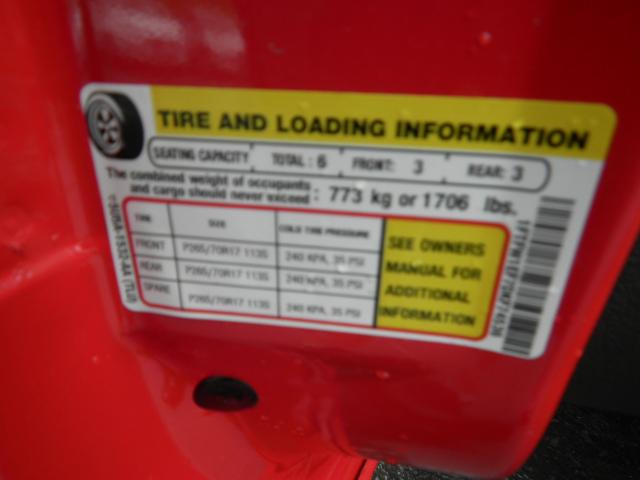 TIRE AND LOADING INFORMATION
SEATING CAPACITY TOTAL : 6 FRONT: 3 REAR: 3
The combined weight of occupants
and cargo should never exceed : 773 kg or 1706 lbs.
TIRE SIZE COLD TIRE PRESSURE
FRONT P265/70R17 113S 240 KPA, 35 PSI
REAR P265/70R17 113S 240 KPA, 35 PSI
SPARE P265/70R17 113S 240 KPA, 35 PSI
SEE OWNERS
MANUAL FOR
ADDITIONAL
INFORMATION